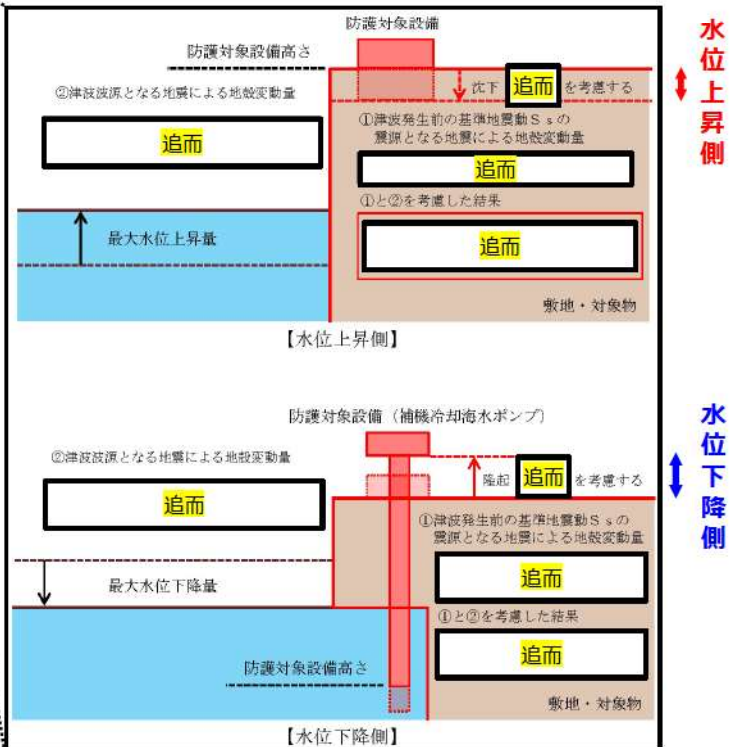 防護対象設備
防護対象設備高さ
沈下 追而 を考慮する
②津波波源となる地震による地殻変動量
追而
①津波発生前の基準地震動Ｓｓの
震源となる地震による地殻変動量
追而
①と②を考慮した結果
追而
最大水位上昇量
敷地・対象物
【水位上昇側】
水位上昇側
防護対象設備（補機冷却海水ポンプ）
②津波波源となる地震による地殻変動量
追而
隆起 追而 を考慮する
①津波発生前の基準地震動Ｓｓの
震源となる地震による地殻変動量
追而
最大水位下降量
①と②を考慮した結果
追而
防護対象設備高さ
敷地・対象物
【水位下降側】
水位下降側